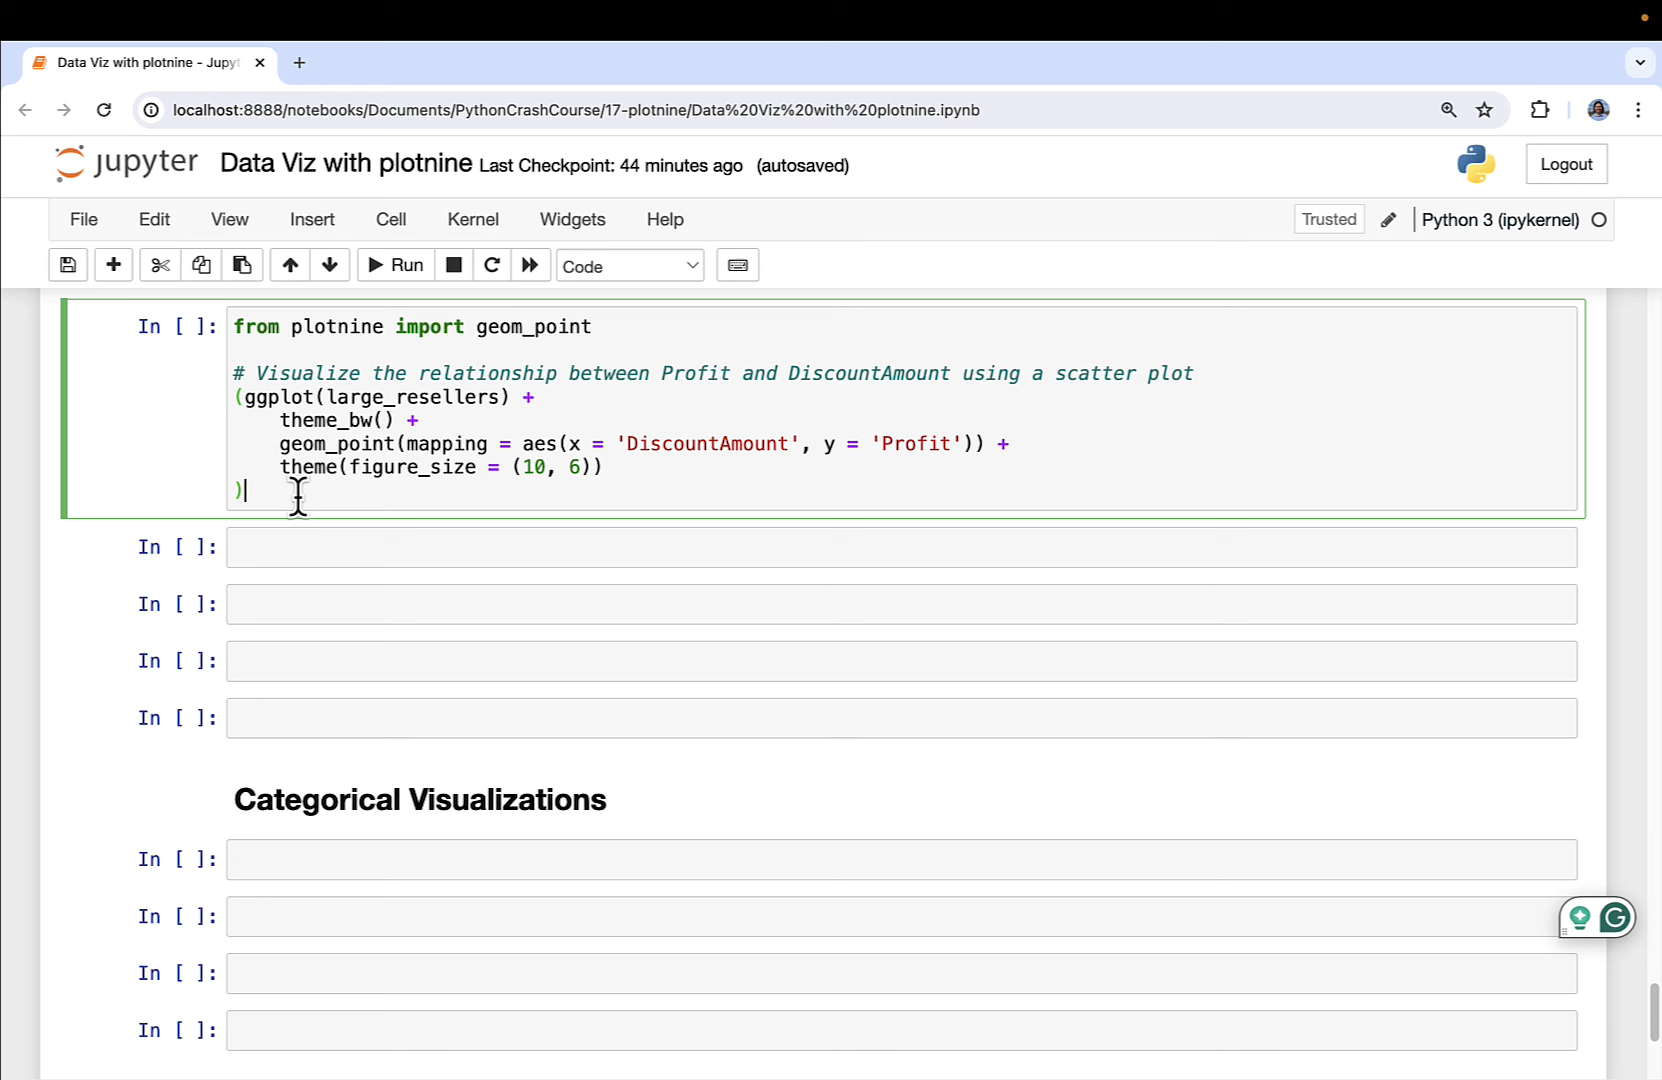 Data Viz with plotnine - Jupyt
localhost:8888/notebooks/Documents/PythonCrashCourse/17-plotnine/Data%20Viz%20with%20plotnine.ipynb
jupyter Data Viz with plotnine Last Checkpoint: 44 minutes ago (autosaved) Logout
File Edit View Insert Cell Kernel Widgets Help Trusted Python 3 (ipykernel)
Run Code
In [ ]: from plotnine import geom_point
# Visualize the relationship between Profit and DiscountAmount using a scatter plot
(ggplot(large_resellers) +
    theme_bw() +
    geom_point(mapping = aes(x = 'DiscountAmount', y = 'Profit')) +
    theme(figure_size = (10, 6))
)
In [ ]:
In [ ]:
In [ ]:
In [ ]:
Categorical Visualizations
In [ ]:
In [ ]:
In [ ]:
In [ ]: